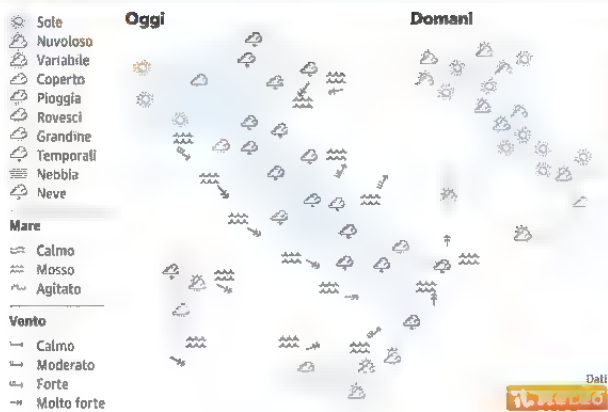 Oggi
Domani
Sole
Nuvoloso
Variabile
Coperto
Pioggia
Rovesci
Grandine
Temporali
Nebbia
Neve
Mare
Calmo
Mosso
Agitato
Vento
Calmo
Moderato
Forte
Molto forte
Dati